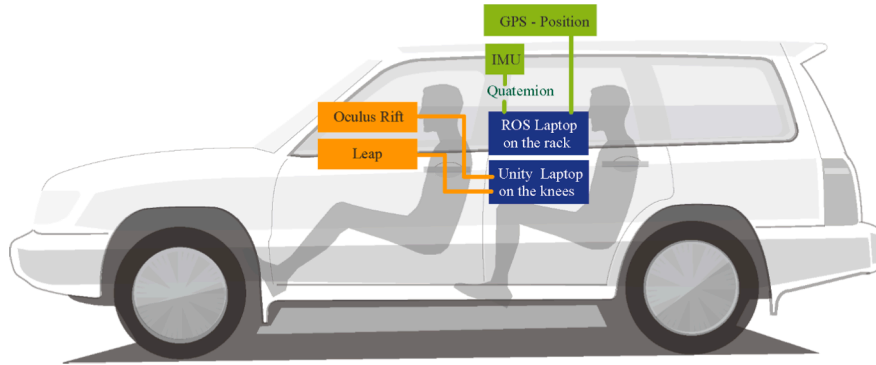 GPS - Position
IMU
Quatemion
Oculus Rift
ROS Laptop
on the rack
Leap
Unity Laptop
on the knees